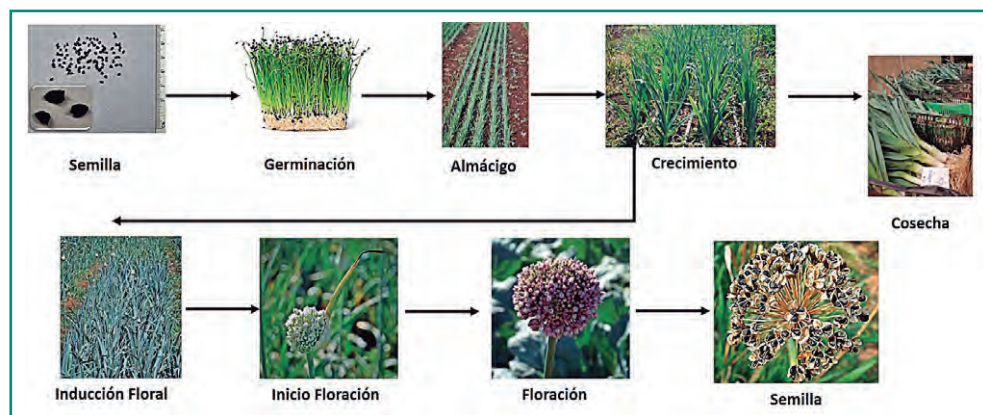 Semilla
Germinación
Almácigo
Crecimiento
Cosecha
Inducción Floral
Inicio Floración
Floración
Semilla